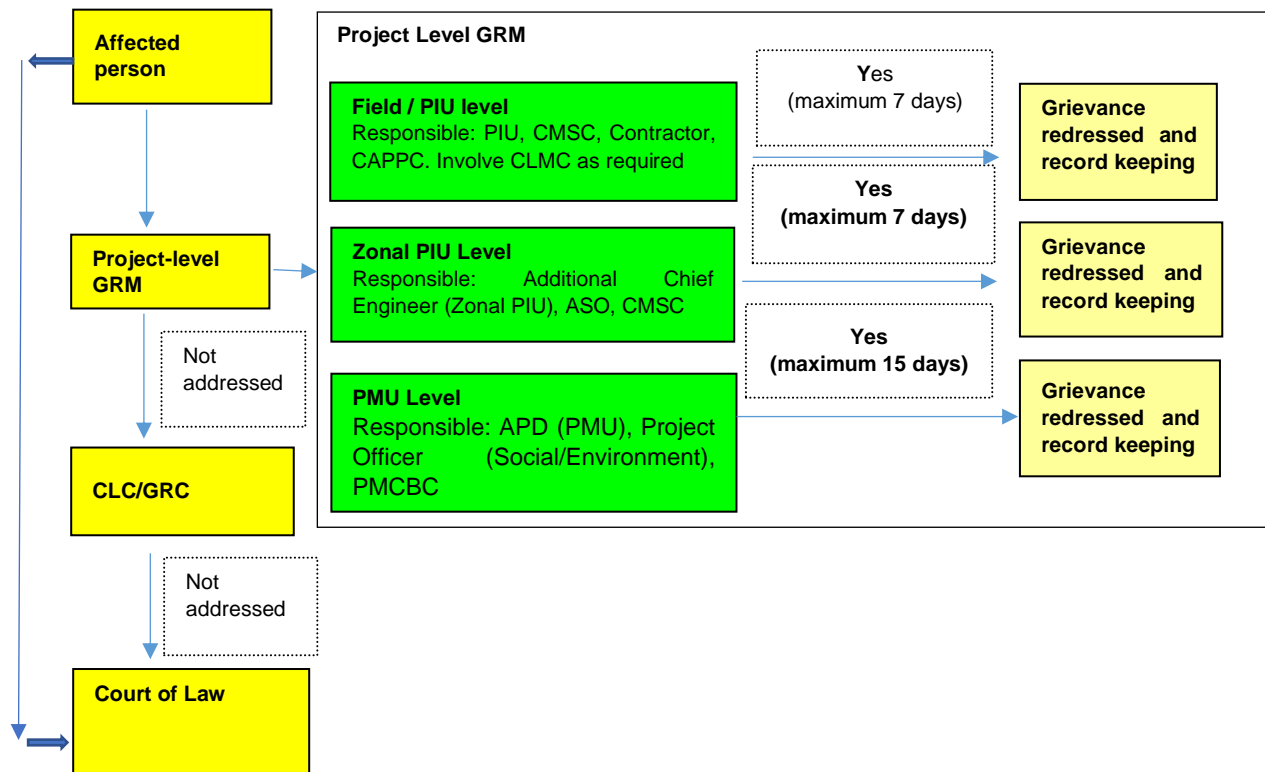 Affected
person
Project Level GRM
Yes
(maximum 7 days)
Field / PIU level
Responsible: PIU, CMSC, Contractor,
CAPPC. Involve CLMC as required
Grievance
redressed and
record keeping
Yes
(maximum 7 days)
Project-level
GRM
Zonal PIU Level
Responsible: Additional Chief
Engineer (Zonal PIU), ASO, CMSC
Grievance
redressed and
record keeping
Not
addressed
Yes
(maximum 15 days)
PMU Level
Responsible: APD (PMU), Project
Officer (Social/Environment),
PMCBC
Grievance
redressed and
record keeping
CLC/GRC
Not
addressed
Court of Law